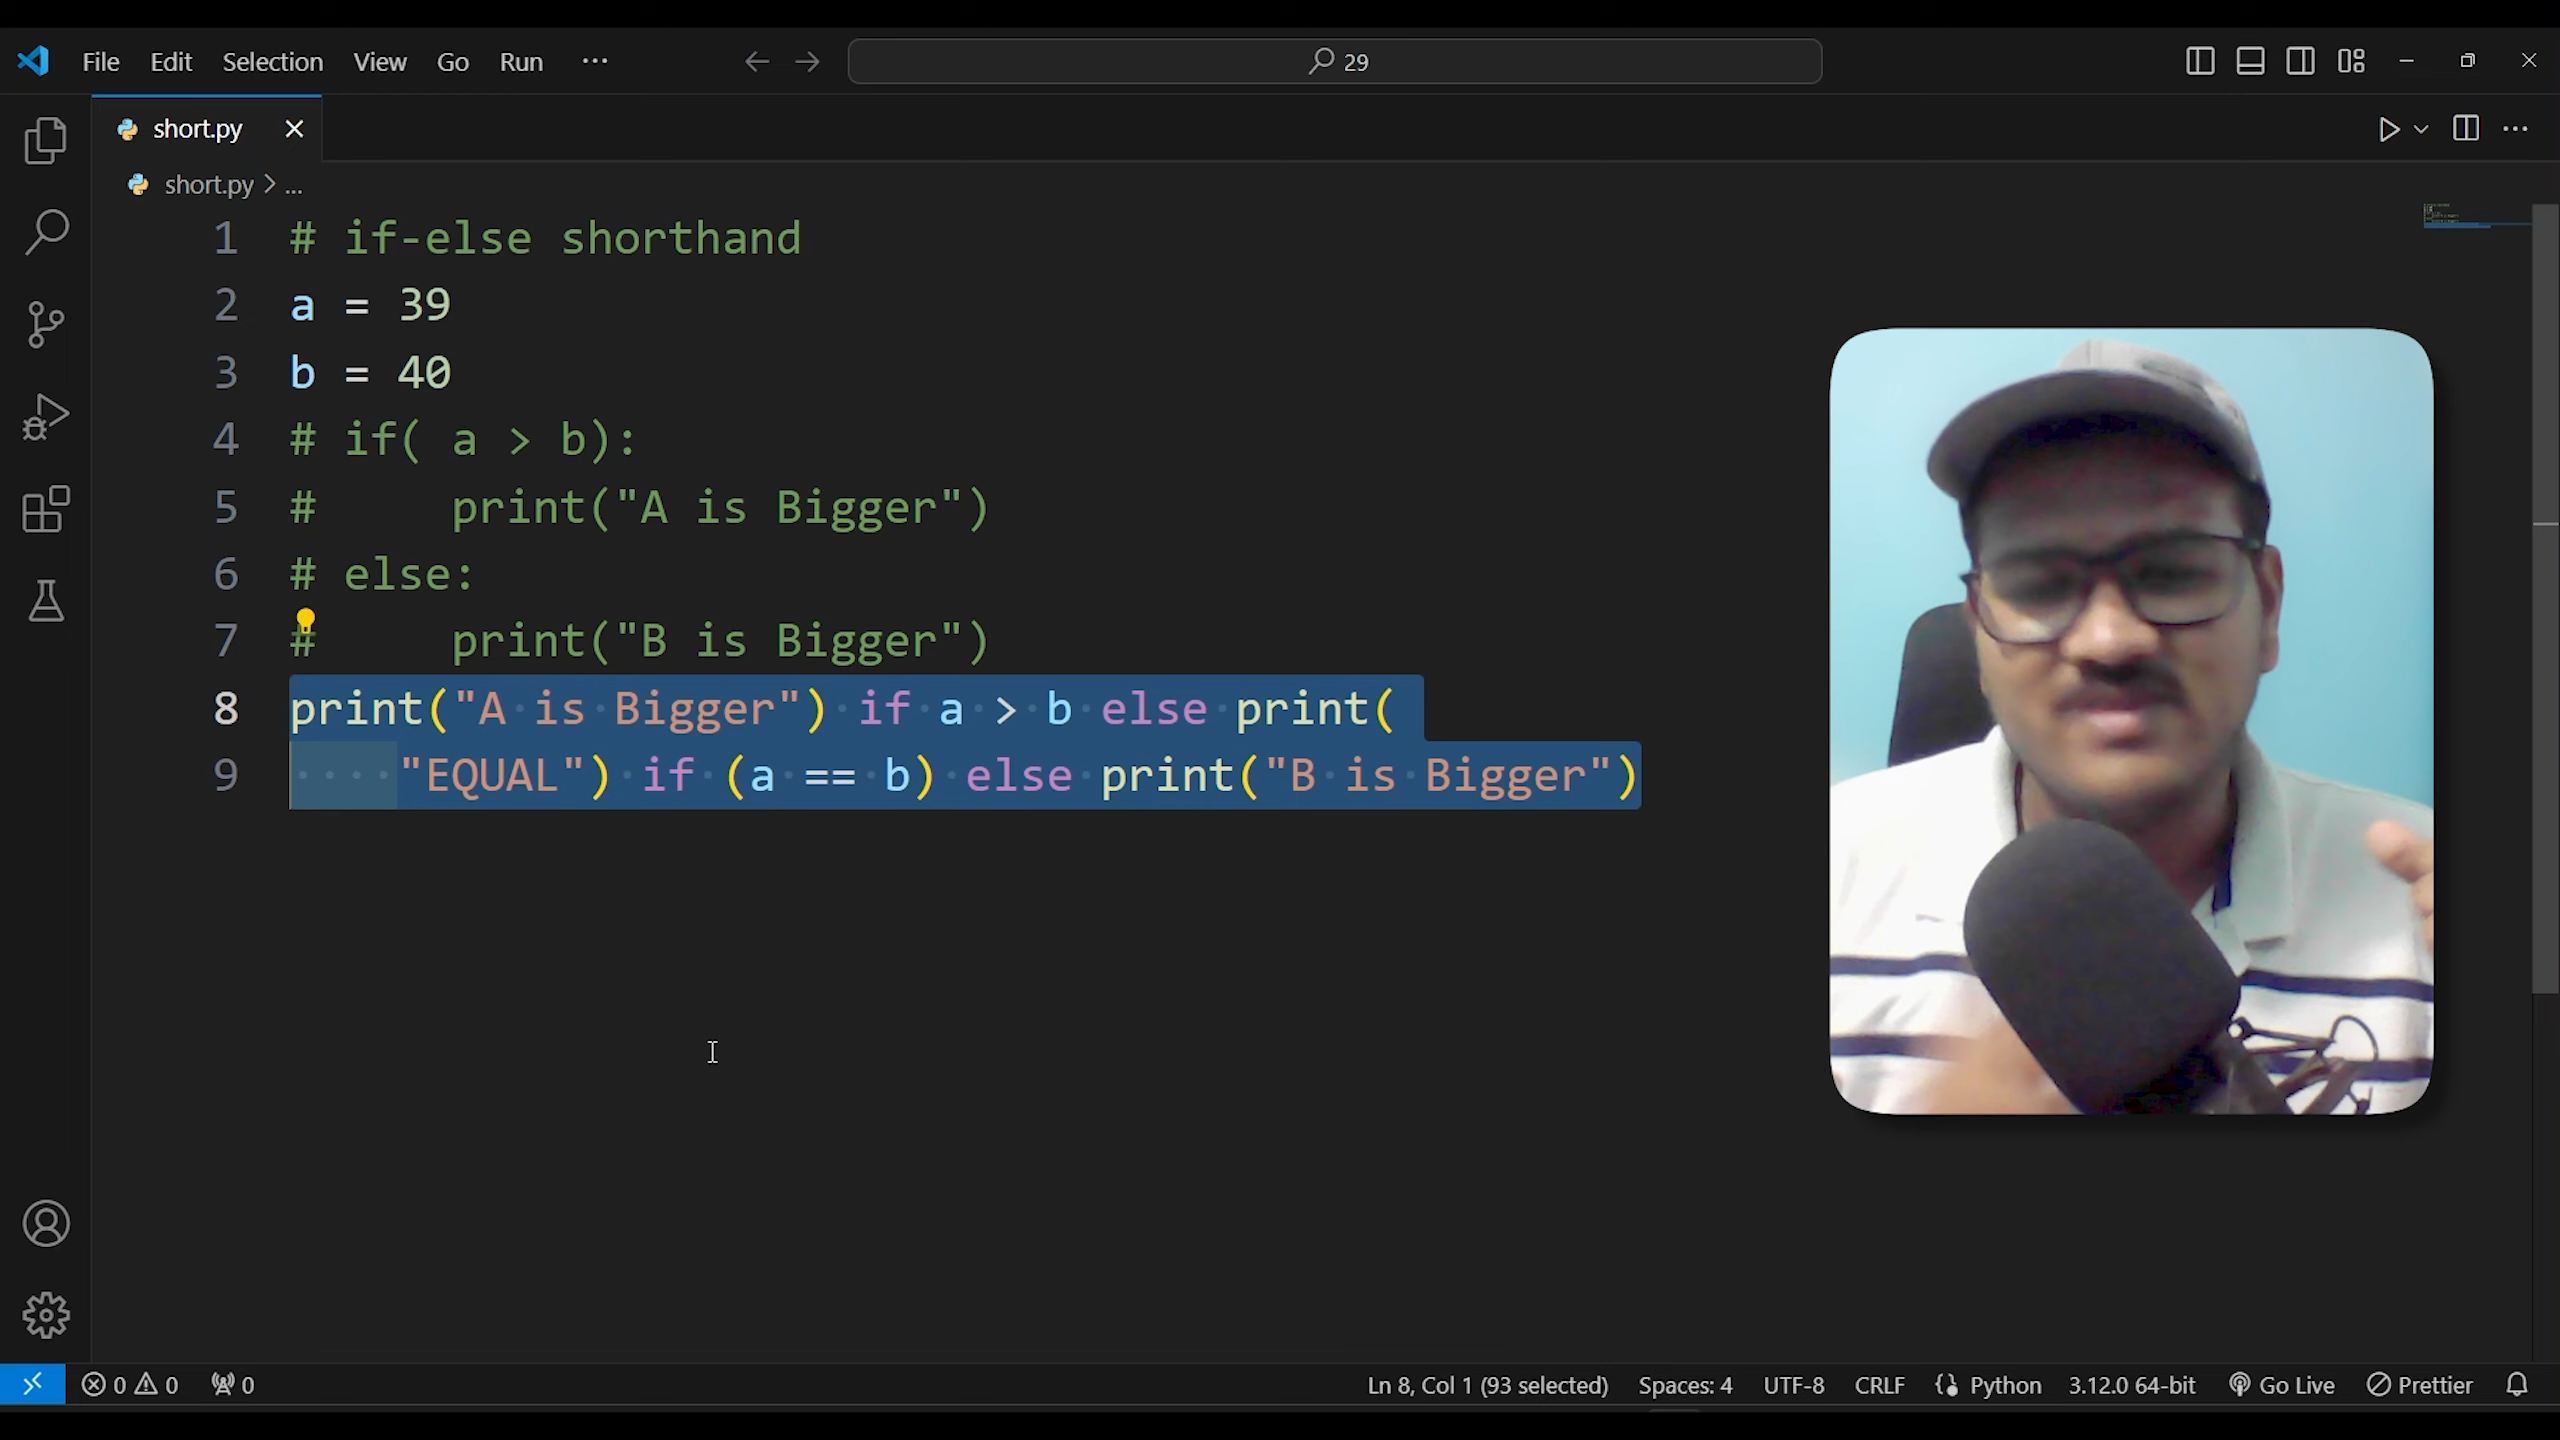 File Edit Selection View Go Run ···
29
short.py
short.py > ...
1 # if-else shorthand
2 a = 39
3 b = 40
4 # if( a > b):
5 #     print("A is Bigger")
6 # else:
7 #     print("B is Bigger")
8 print("A is Bigger") if a > b else print(
9     "EQUAL") if (a == b) else print("B is Bigger")
0 0 0 Ln 8, Col 1 (93 selected) Spaces: 4 UTF-8 CRLF Python 3.12.0 64-bit Go Live Prettier